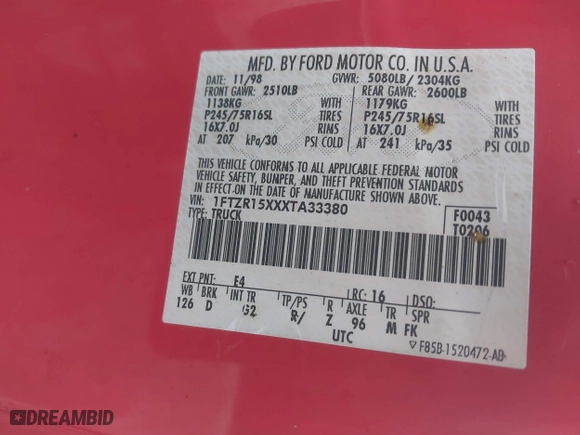 MFD. BY FORD MOTOR CO. IN U.S.A.
DATE: 11/98 GVWR: 5080LB/ 2304KG
FRONT GAWR: 2510LB REAR GAWR: 2600LB
1138KG WITH 1179KG WITH
P245/75R16SL TIRES P245/75R16SL TIRES
16X7.0J RIMS 16X7.0J RIMS
AT 207 kPa/30 PSI COLD AT 241 kPa/35 PSI COLD
THIS VEHICLE CONFORMS TO ALL APPLICABLE FEDERAL MOTOR
VEHICLE SAFETY, BUMPER, AND THEFT PREVENTION STANDARDS
IN EFFECT ON THE DATE OF MANUFACTURE SHOWN ABOVE.
VIN: 1FTZR15XXXTA33380 F0043
TYPE: TRUCK T0206
EXT PNT: E4 RC: 16 DSO:
WB BRK INT TR TP/PS R AXLE TR SPR
126 D G2 R/ Z 96 M FK
UTC
F85B-1520472-AB
DREAMBID